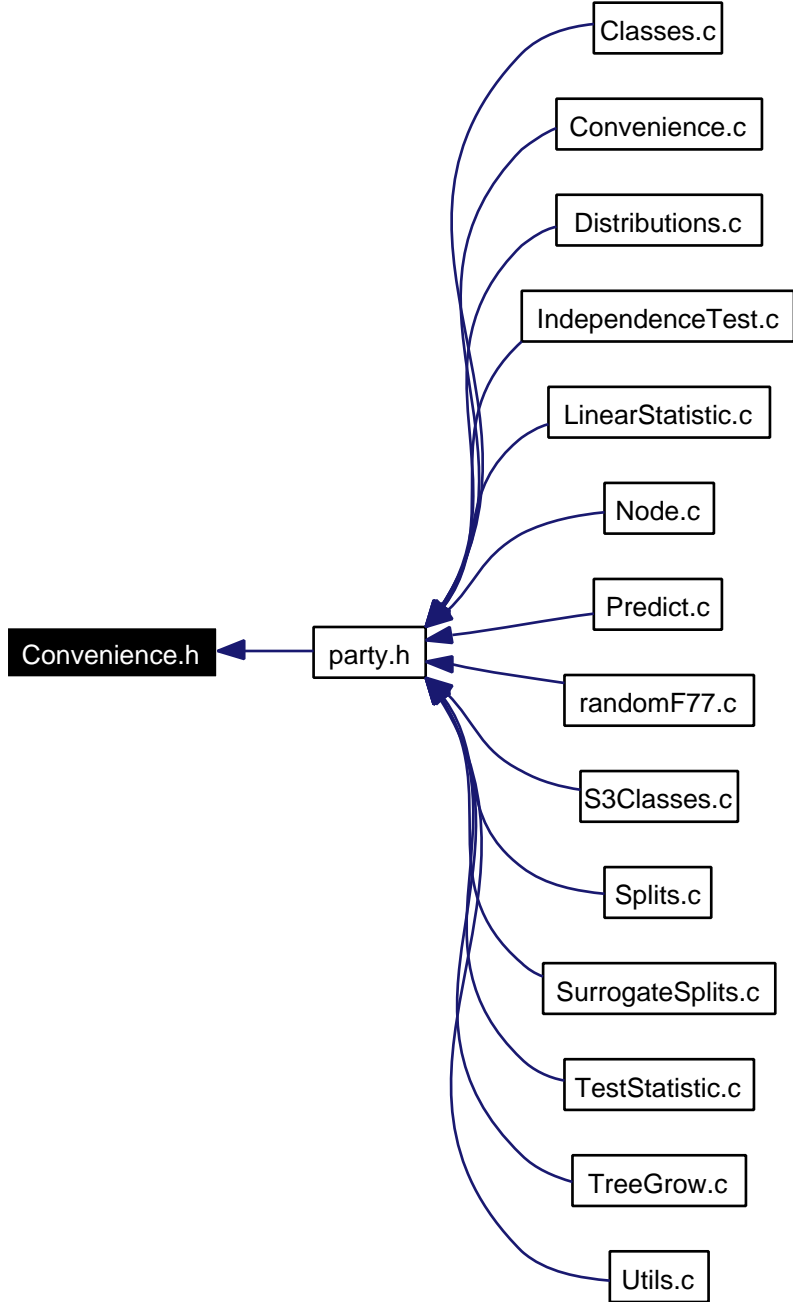 Classes.c
Convenience.c
Distributions.c
IndependenceTest.c
LinearStatistic.c
Node.c
Predict.c
Convenience.h
party.h
randomF77.c
S3Classes.c
Splits.c
SurrogateSplits.c
TestStatistic.c
TreeGrow.c
Utils.c